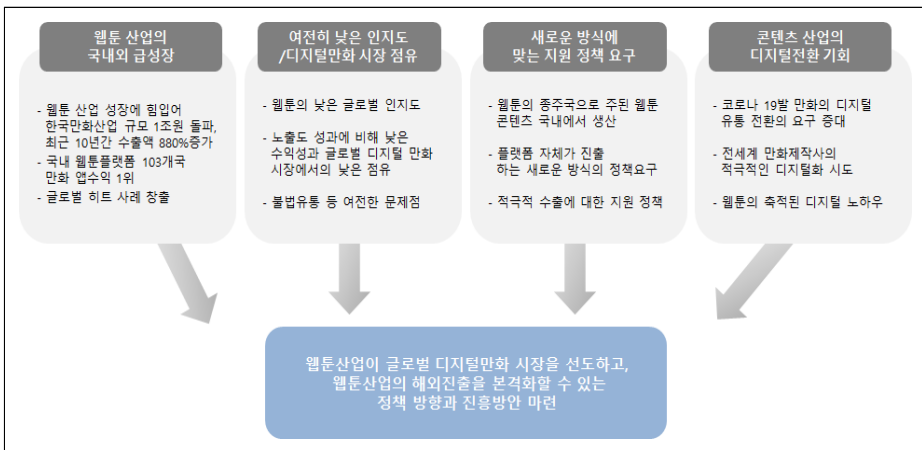 웹툰 산업의
국내외 급성장
- 웹툰 산업 성장에 힘입어
한국만화산업 규모 1조원 돌파,
최근 10년간 수출액 880%증가
- 국내 웹툰플랫폼 103개국
만화 앱수익 1위
- 글로벌 히트 사례 창출
여전히 낮은 인지도
/디지털만화 시장 점유
- 웹툰의 낮은 글로벌 인지도
- 노출도 성과에 비해 낮은
수익성과 글로벌 디지털 만화
시장에서의 낮은 점유
- 불법유통 등 여전한 문제점
새로운 방식에
맞는 지원 정책 요구
- 웹툰의 종주국으로 주된 웹툰
콘텐츠 국내에서 생산
- 플랫폼 자체가 진출
하는 새로운 방식의 정책요구
- 적극적 수출에 대한 지원 정책
콘텐츠 산업의
디지털전환 기회
- 코로나 19발 만화의 디지털
유통 전환의 요구 증대
- 전세계 만화제작사의
적극적인 디지털화 시도
- 웹툰의 축적된 디지털 노하우
웹툰산업이 글로벌 디지털만화 시장을 선도하고,
웹툰산업의 해외진출을 본격화할 수 있는
정책 방향과 진흥방안 마련